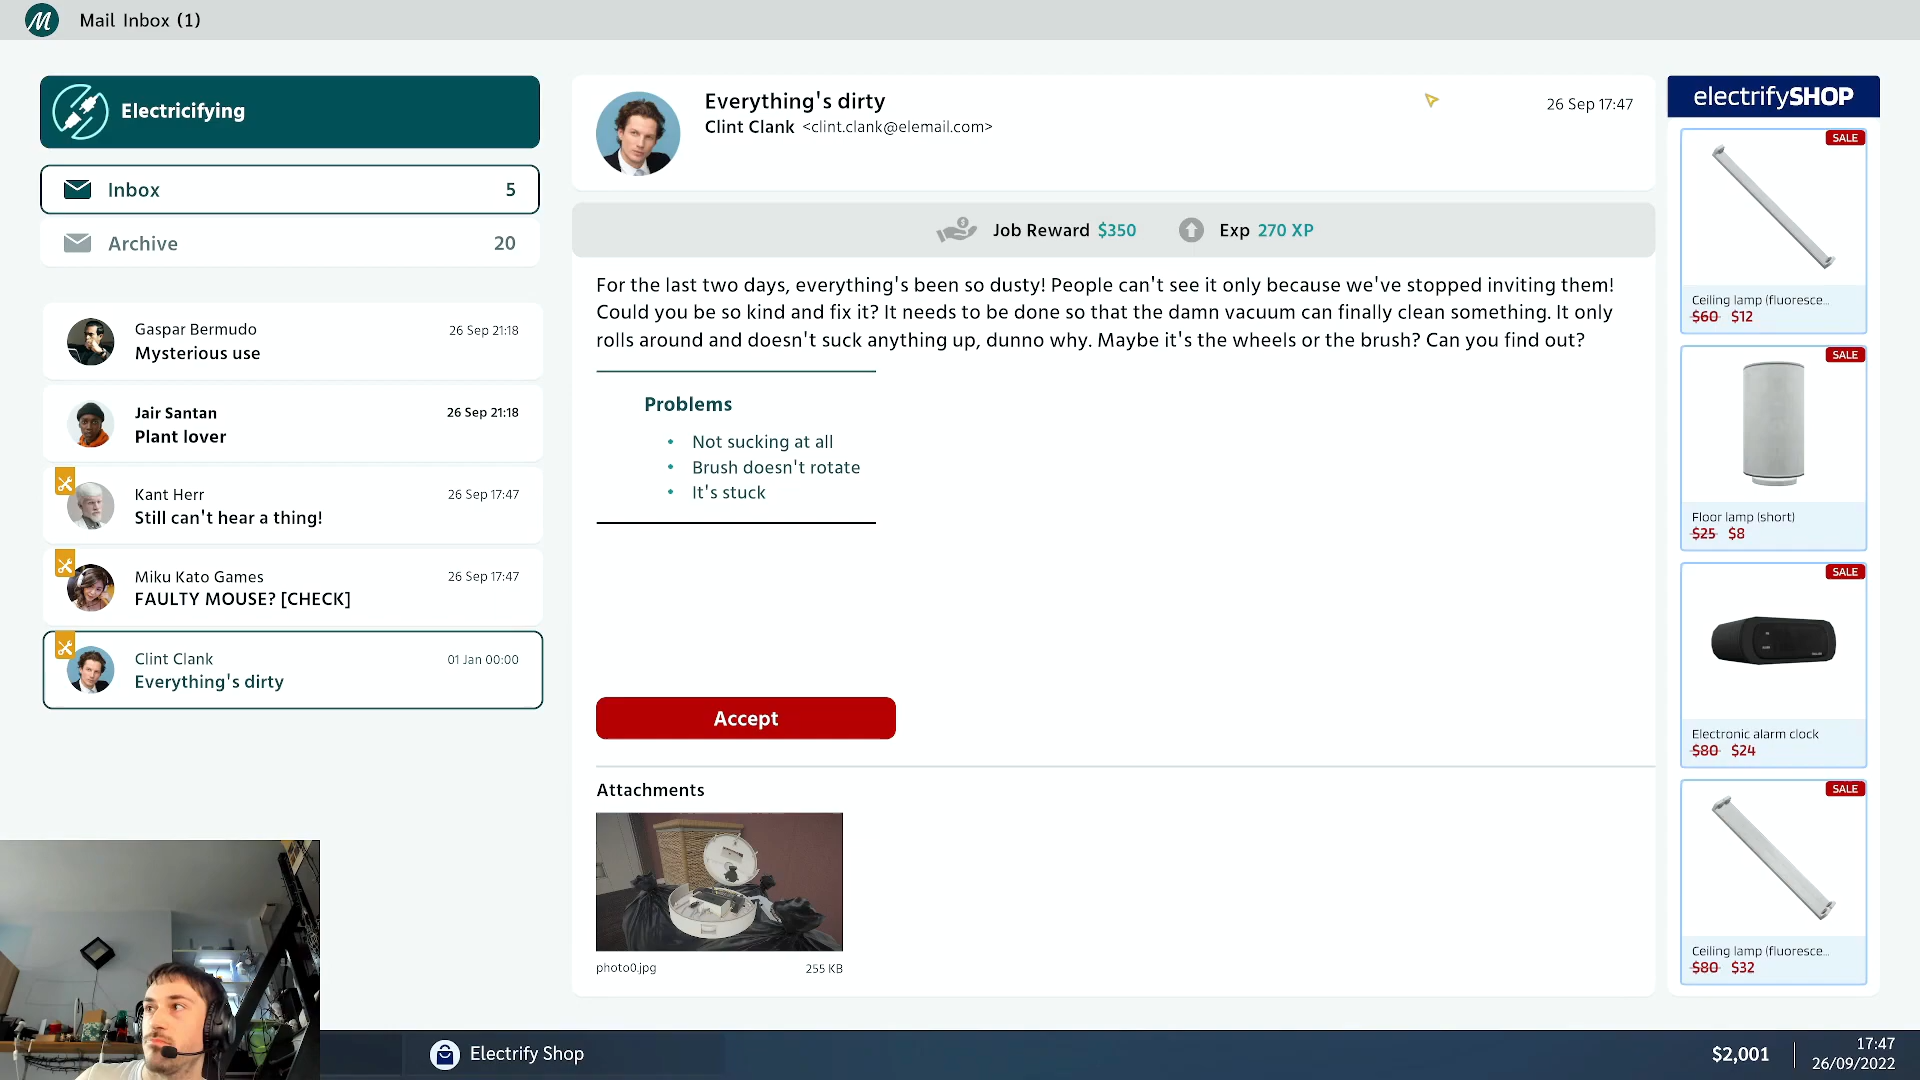 M Mail Inbox (1)
Electricifying
Inbox 5
Archive 20
Gaspar Bermudo 26 Sep 21:18
Mysterious use
Jair Santan 26 Sep 21:18
Plant lover
Kant Herr 26 Sep 17:47
Still can't hear a thing!
Miku Kato Games 26 Sep 17:47
FAULTY MOUSE? [CHECK]
Clint Clank 01 Jan 00:00
Everything's dirty
Everything's dirty 26 Sep 17:47
Clint Clank <clint.clank@elemail.com>
Job Reward $350 Exp 270 XP
For the last two days, everything's been so dusty! People can't see it only because we've stopped inviting them!
Could you be so kind and fix it? It needs to be done so that the damn vacuum can finally clean something. It only
rolls around and doesn't suck anything up, dunno why. Maybe it's the wheels or the brush? Can you find out?
Problems
• Not sucking at all
• Brush doesn't rotate
• It's stuck
Accept
Attachments
photo0.jpg 255 KB
electrifySHOP
SALE
Ceiling lamp (fluoresce...
$60 $12
SALE
Floor lamp (short)
$25 $8
SALE
Electronic alarm clock
$80 $24
SALE
Ceiling lamp (fluoresce...
$80 $32
Electrify Shop
$2,001
17:47
26/09/2022